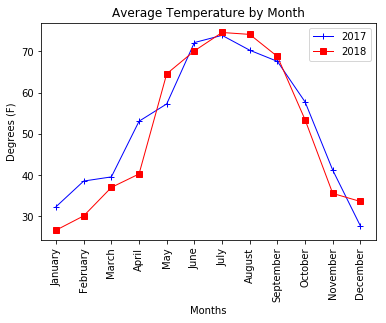 Average Temperature by Month
2017
2018
Degrees (F)
70
60
50
40
30
January
February
March
April
May
June
July
August
September
October
November
December
Months